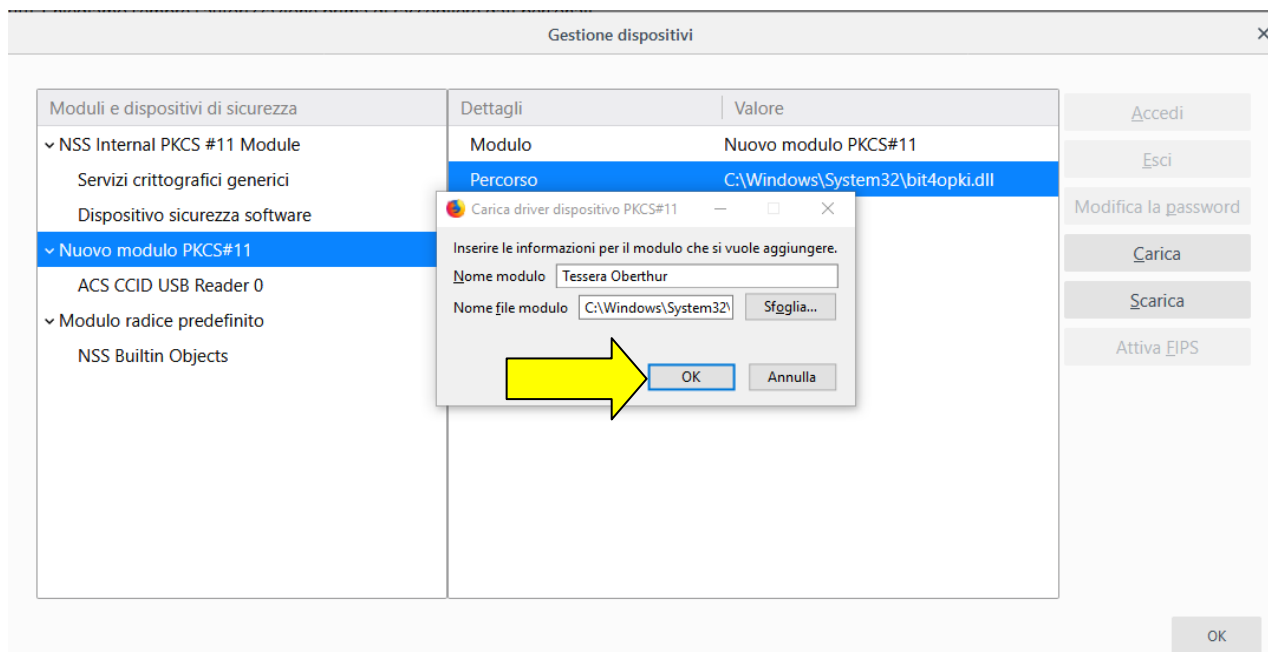 Gestione dispositivi
Moduli e dispositivi di sicurezza
Dettagli Valore
Accedi
NSS Internal PKCS #11 Module
Modulo Nuovo modulo PKCS#11
Esci
Servizi crittografici generici
Percorso C:\Windows\System32\bit4opki.dll
Dispositivo sicurezza software
Carica driver dispositivo PKCS#11
Modifica la password
Nuovo modulo PKCS#11
Inserire le informazioni per il modulo che si vuole aggiungere.
Carica
Nome modulo Tessera Oberthur
ACS CCID USB Reader 0
Nome file modulo C:\Windows\System32\ Sfoglia...
Scarica
Modulo radice predefinito
Attiva FIPS
NSS Builtin Objects
OK Annulla
OK